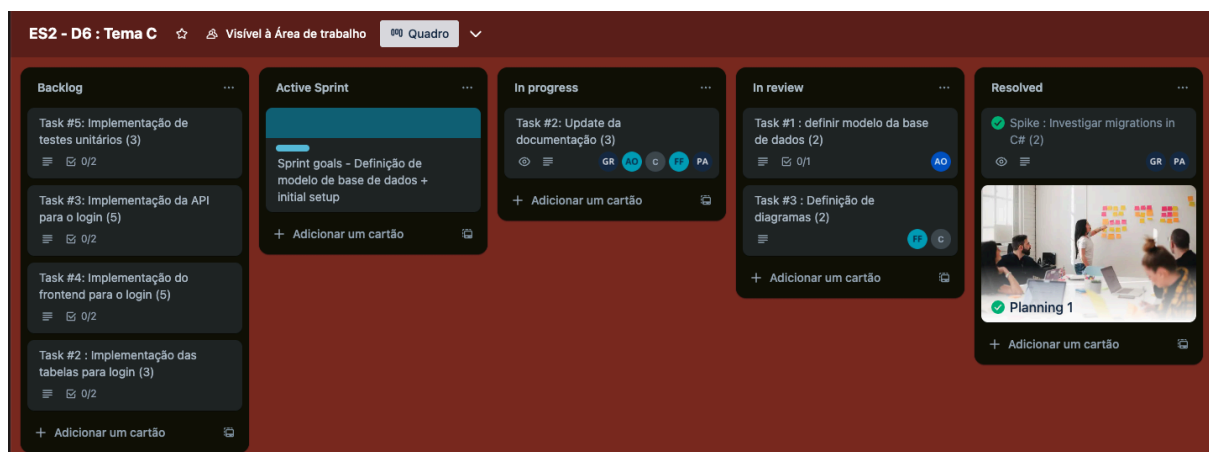 ES2 - D6 : Tema C
Visível à Área de trabalho
Quadro
Backlog
Task #5: Implementação de
testes unitários (3)
0/2
Task #3: Implementação da API
para o login (5)
0/2
Task #4: Implementação do
frontend para o login (5)
0/2
Task #2 : Implementação das
tabelas para login (3)
0/2
+ Adicionar um cartão
Active Sprint
Sprint goals - Definição de
modelo de base de dados +
initial setup
+ Adicionar um cartão
In progress
Task #2: Update da
documentação (3)
GR AO C FF PA
+ Adicionar um cartão
In review
Task #1 : definir modelo da base
de dados (2)
0/1 AO
Task #3 : Definição de
diagramas (2)
FF C
+ Adicionar um cartão
Resolved
Spike : Investigar migrations in
C# (2)
GR PA
Planning 1
+ Adicionar um cartão